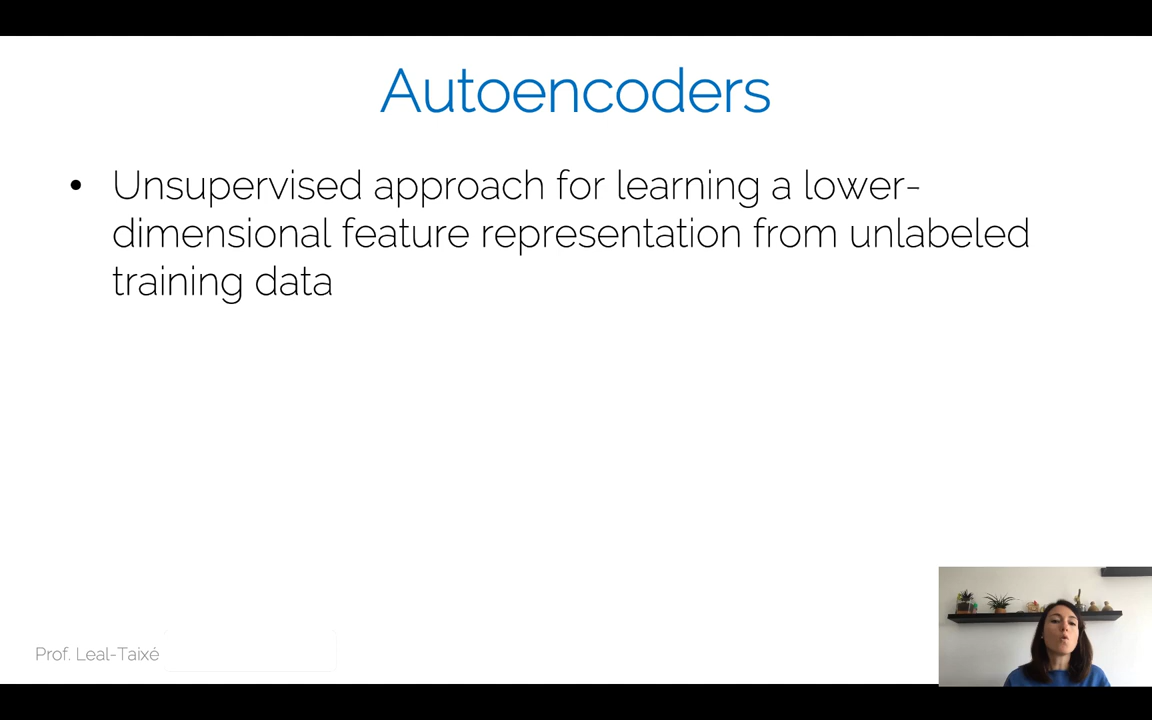 Autoencoders
• Unsupervised approach for learning a lower-
dimensional feature representation from unlabeled
training data
Prof. Leal-Taixé